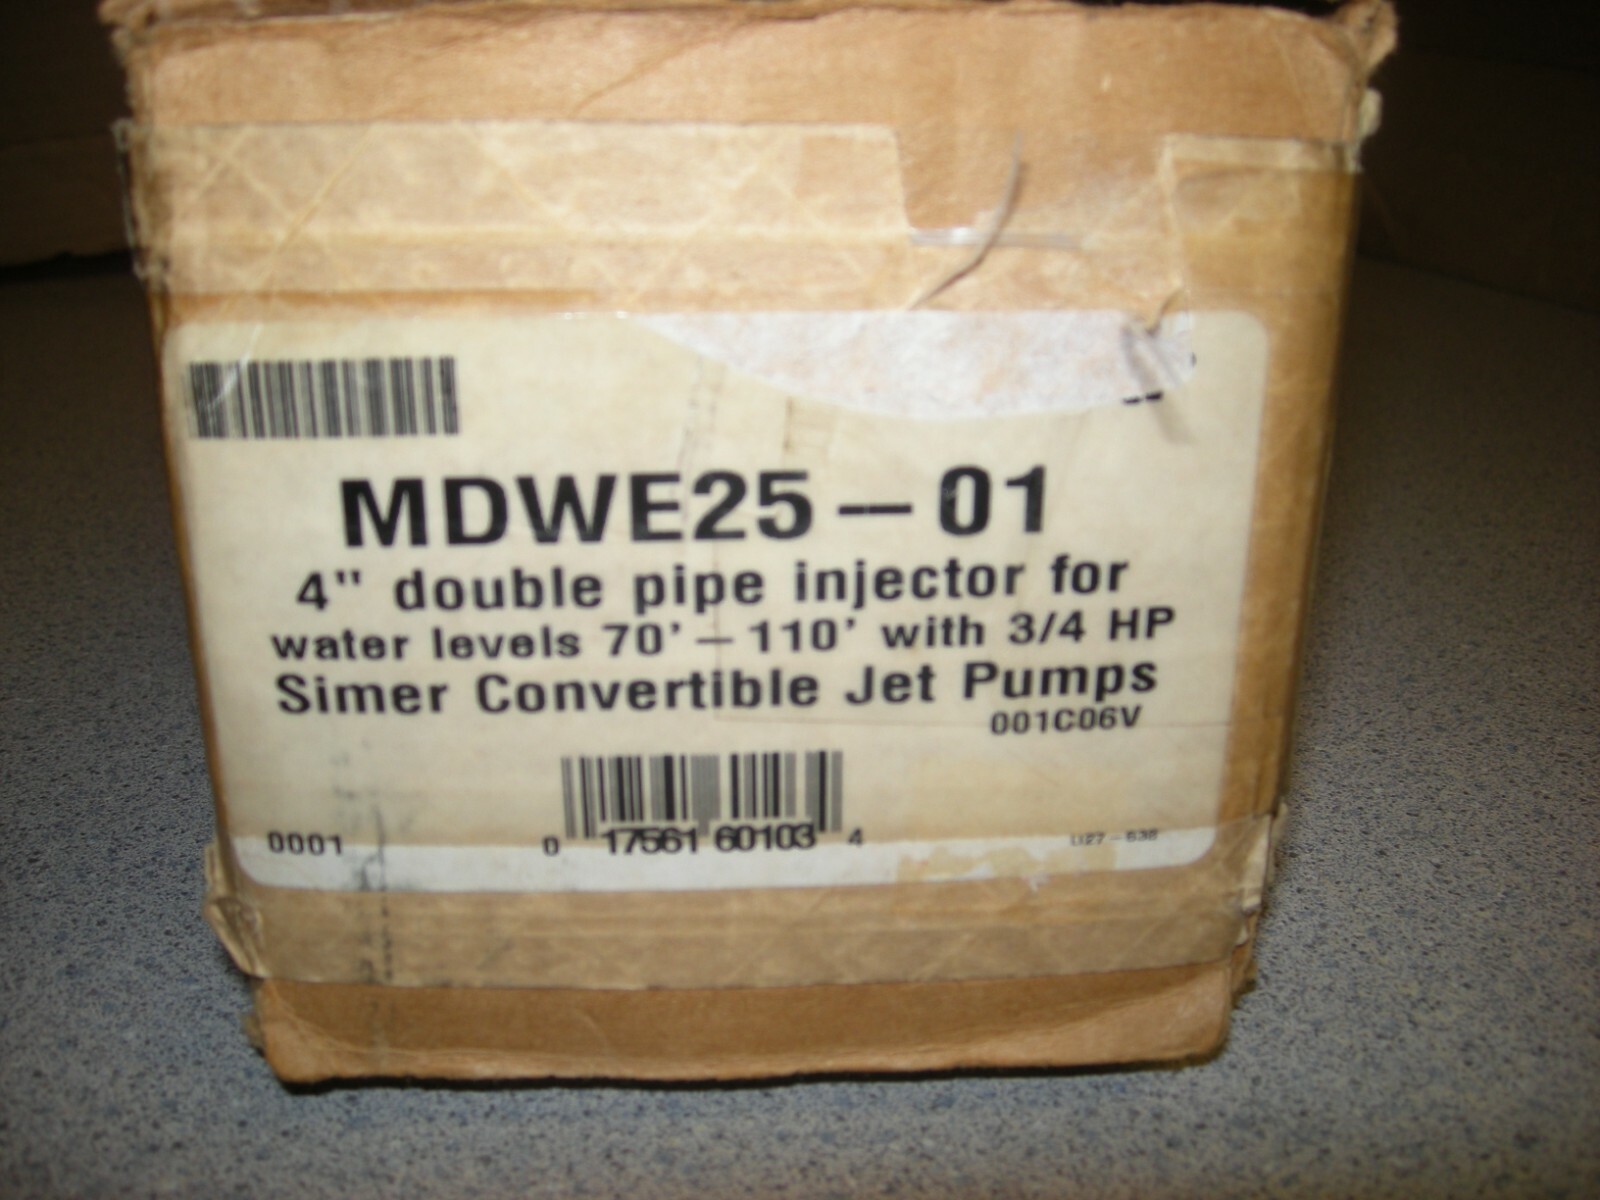 MDWE25-01
4" double pipe injector for
water levels 70'-110' with 3/4 HP
Simer Convertible Jet Pumps
001C06V
0001
0 17561 60103 4